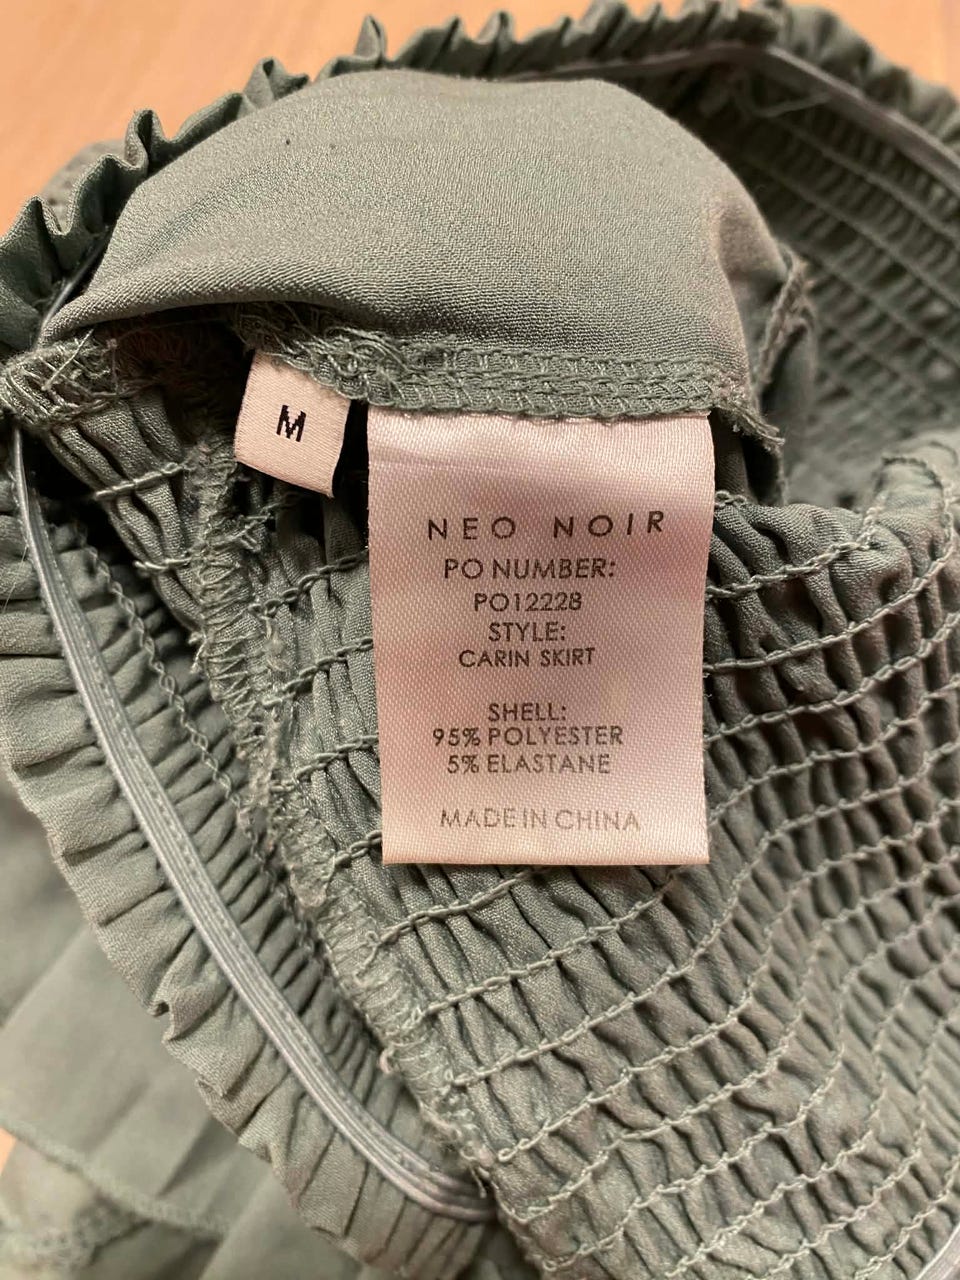 M
NEO NOIR
PO NUMBER:
PO12228
STYLE:
CARIN SKIRT
SHELL:
95% POLYESTER
5% ELASTANE
MADE IN CHINA